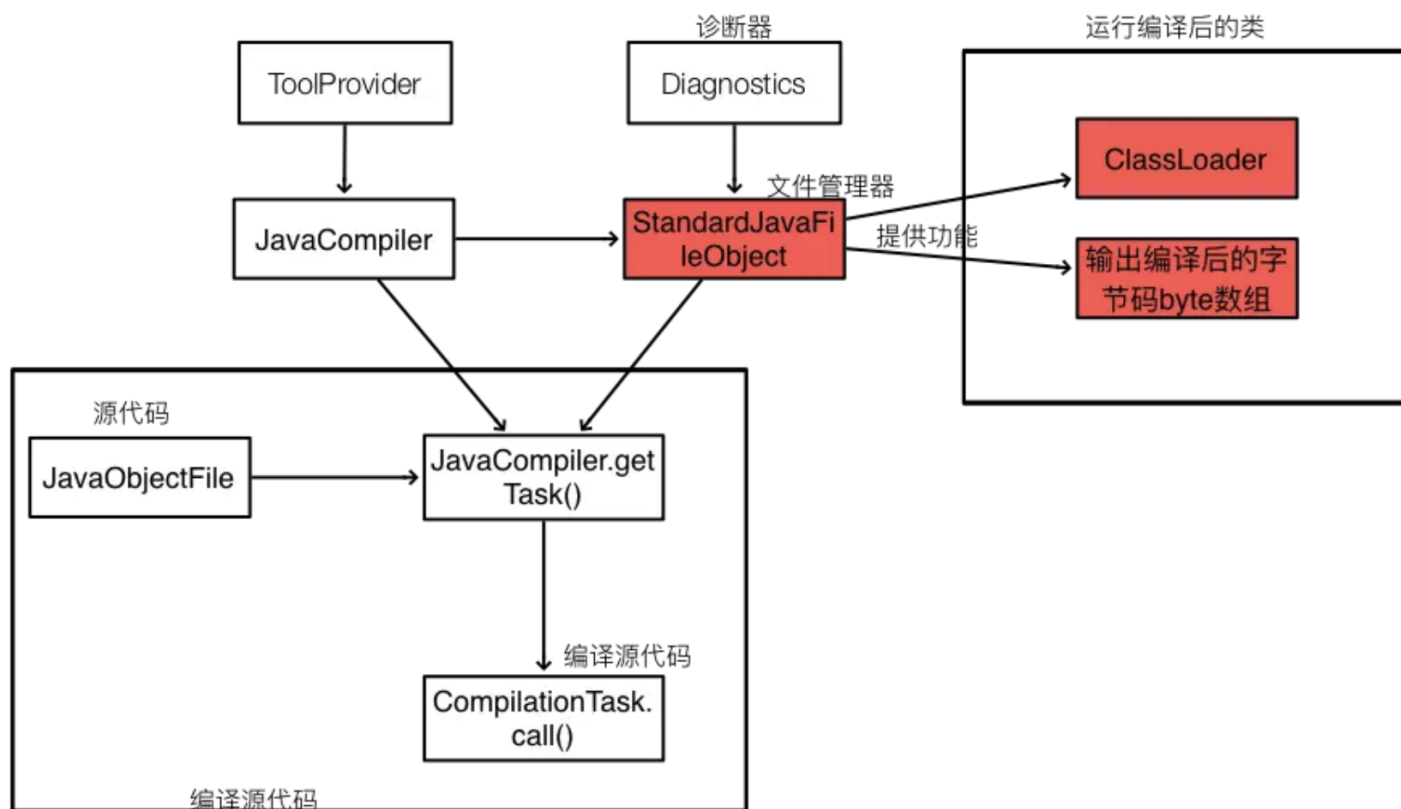 诊断器
运行编译后的类
ToolProvider
Diagnostics
ClassLoader
文件管理器
JavaCompiler
StandardJavaFi
leObject
提供功能
输出编译后的字
节码byte数组
源代码
JavaObjectFile
JavaCompiler.get
Task()
编译源代码
CompilationTask.
call()
编译源代码